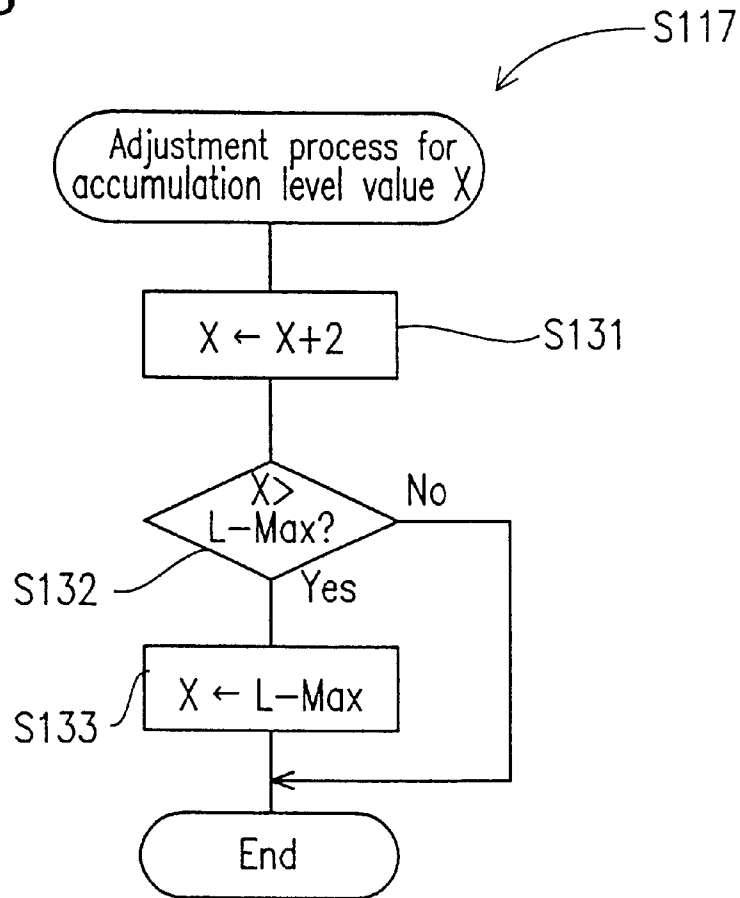 S117
Adjustment process for
accumulation level value X
X ← X+2
S131
X>
L-Max?
No
S132
Yes
X ← L-Max
S133
End